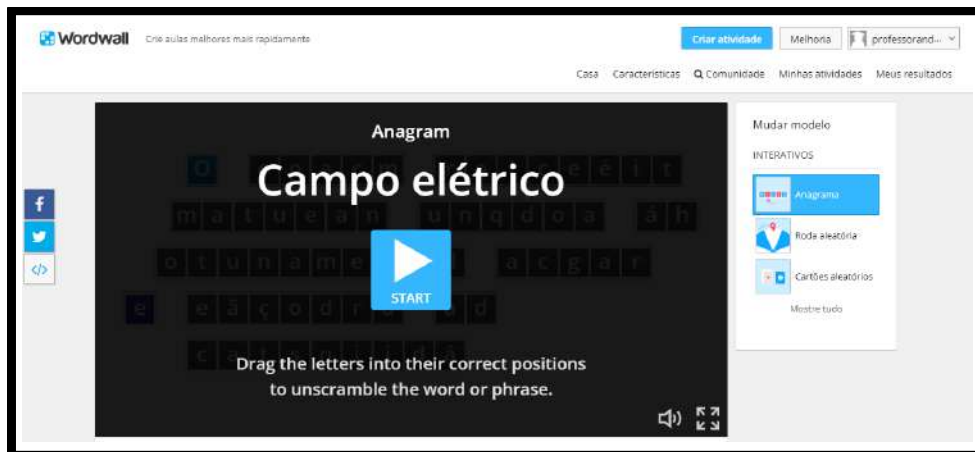 Wordwall Crie aulas melhores mais rapidamente Criar atividade Melhoria professorand...
Casa Características Comunidade Minhas atividades Meus resultados
Anagram
Campo elétrico
START
Drag the letters into their correct positions
to unscramble the word or phrase.
Mudar modelo
INTERATIVOS
Anagrama
Roda aleatória
Cartões aleatórios
Mostre tudo
f
</>
m a t u e a n u n q d o a á h
o t u n a m e a c g a r